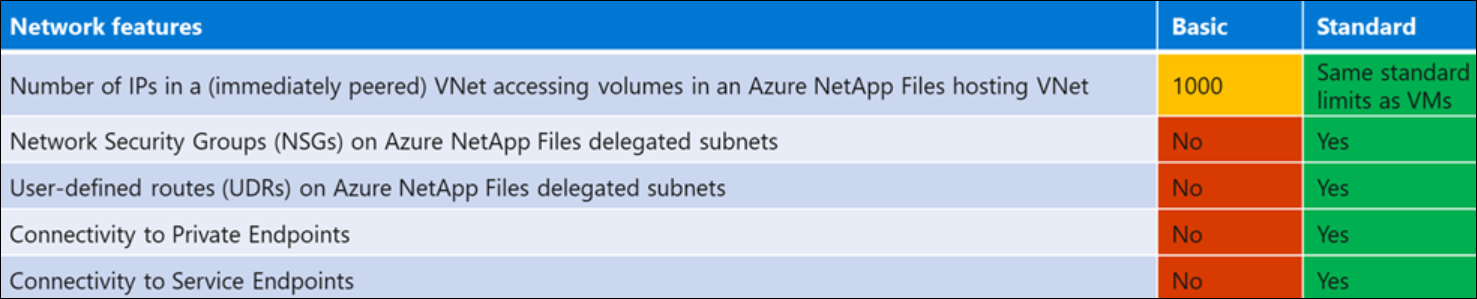 Network features Basic Standard
Number of IPs in a (immediately peered) VNet accessing volumes in an Azure NetApp Files hosting VNet 1000 Same standard
limits as VMs
Network Security Groups (NSGs) on Azure NetApp Files delegated subnets No Yes
User-defined routes (UDRs) on Azure NetApp Files delegated subnets No Yes
Connectivity to Private Endpoints No Yes
Connectivity to Service Endpoints No Yes